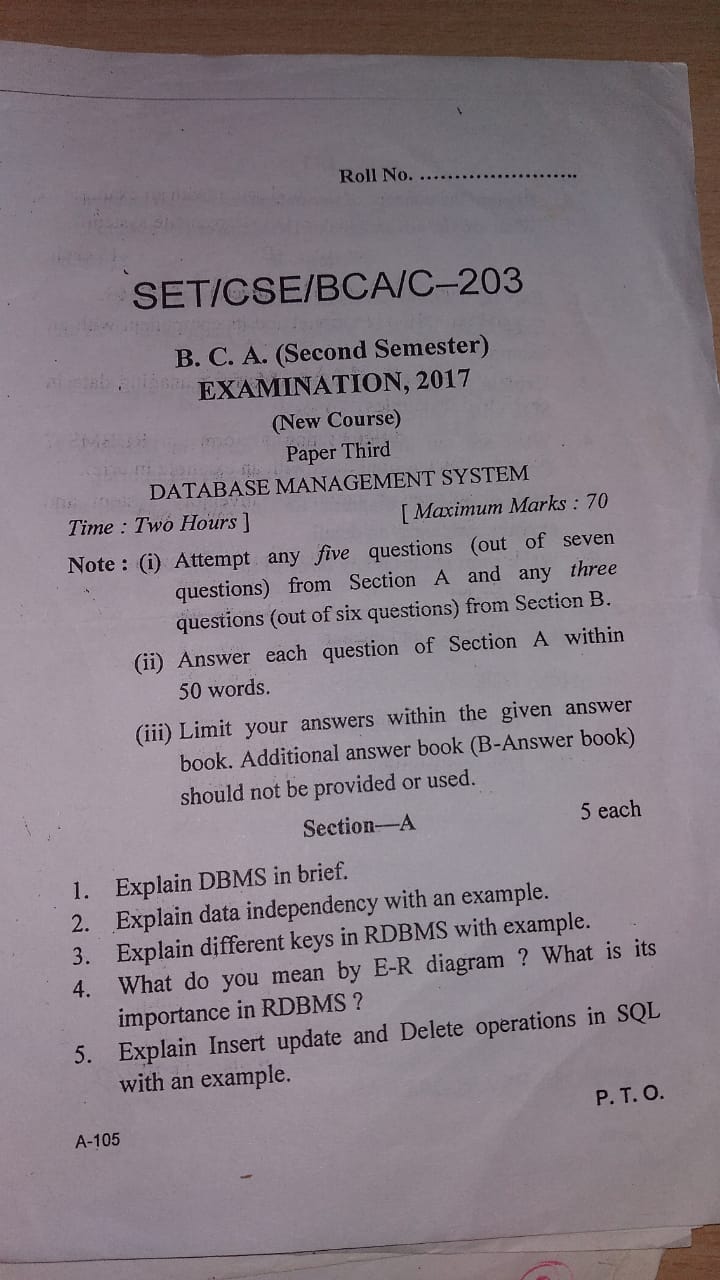 Roll No. .......................
SET/CSE/BCA/C–203
B. C. A. (Second Semester)
EXAMINATION, 2017
(New Course)
Paper Third
DATABASE MANAGEMENT SYSTEM
Time : Two Hours ] [ Maximum Marks : 70
Note : (i) Attempt any five questions (out of seven
questions) from Section A and any three
questions (out of six questions) from Section B.
(ii) Answer each question of Section A within
50 words.
(iii) Limit your answers within the given answer
book. Additional answer book (B-Answer book)
should not be provided or used.
Section—A 5 each
1. Explain DBMS in brief.
2. Explain data independency with an example.
3. Explain different keys in RDBMS with example.
4. What do you mean by E-R diagram ? What is its
importance in RDBMS ?
5. Explain Insert update and Delete operations in SQL
with an example.
P. T. O.
A-105